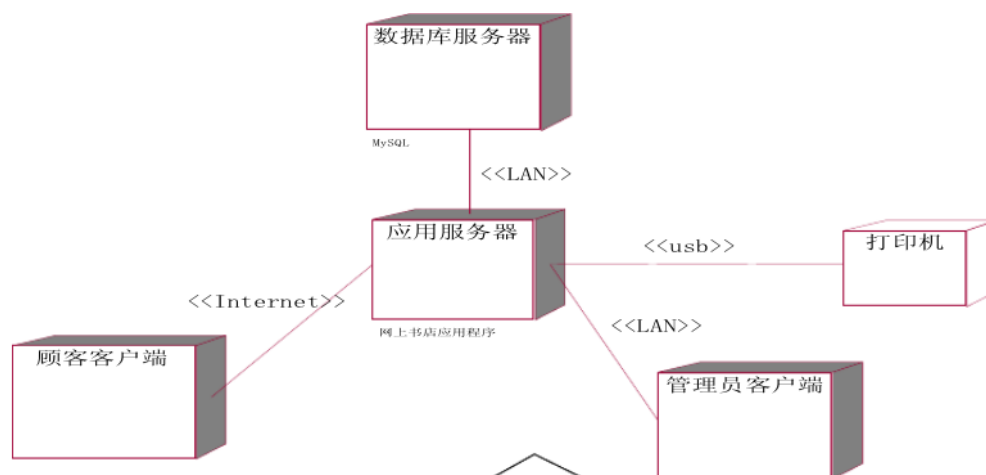 数据库服务器
MySQL
<<LAN>>
应用服务器
<<usb>>
打印机
<<Internet>>
网上书店应用程序
<<LAN>>
顾客客户端
管理员客户端